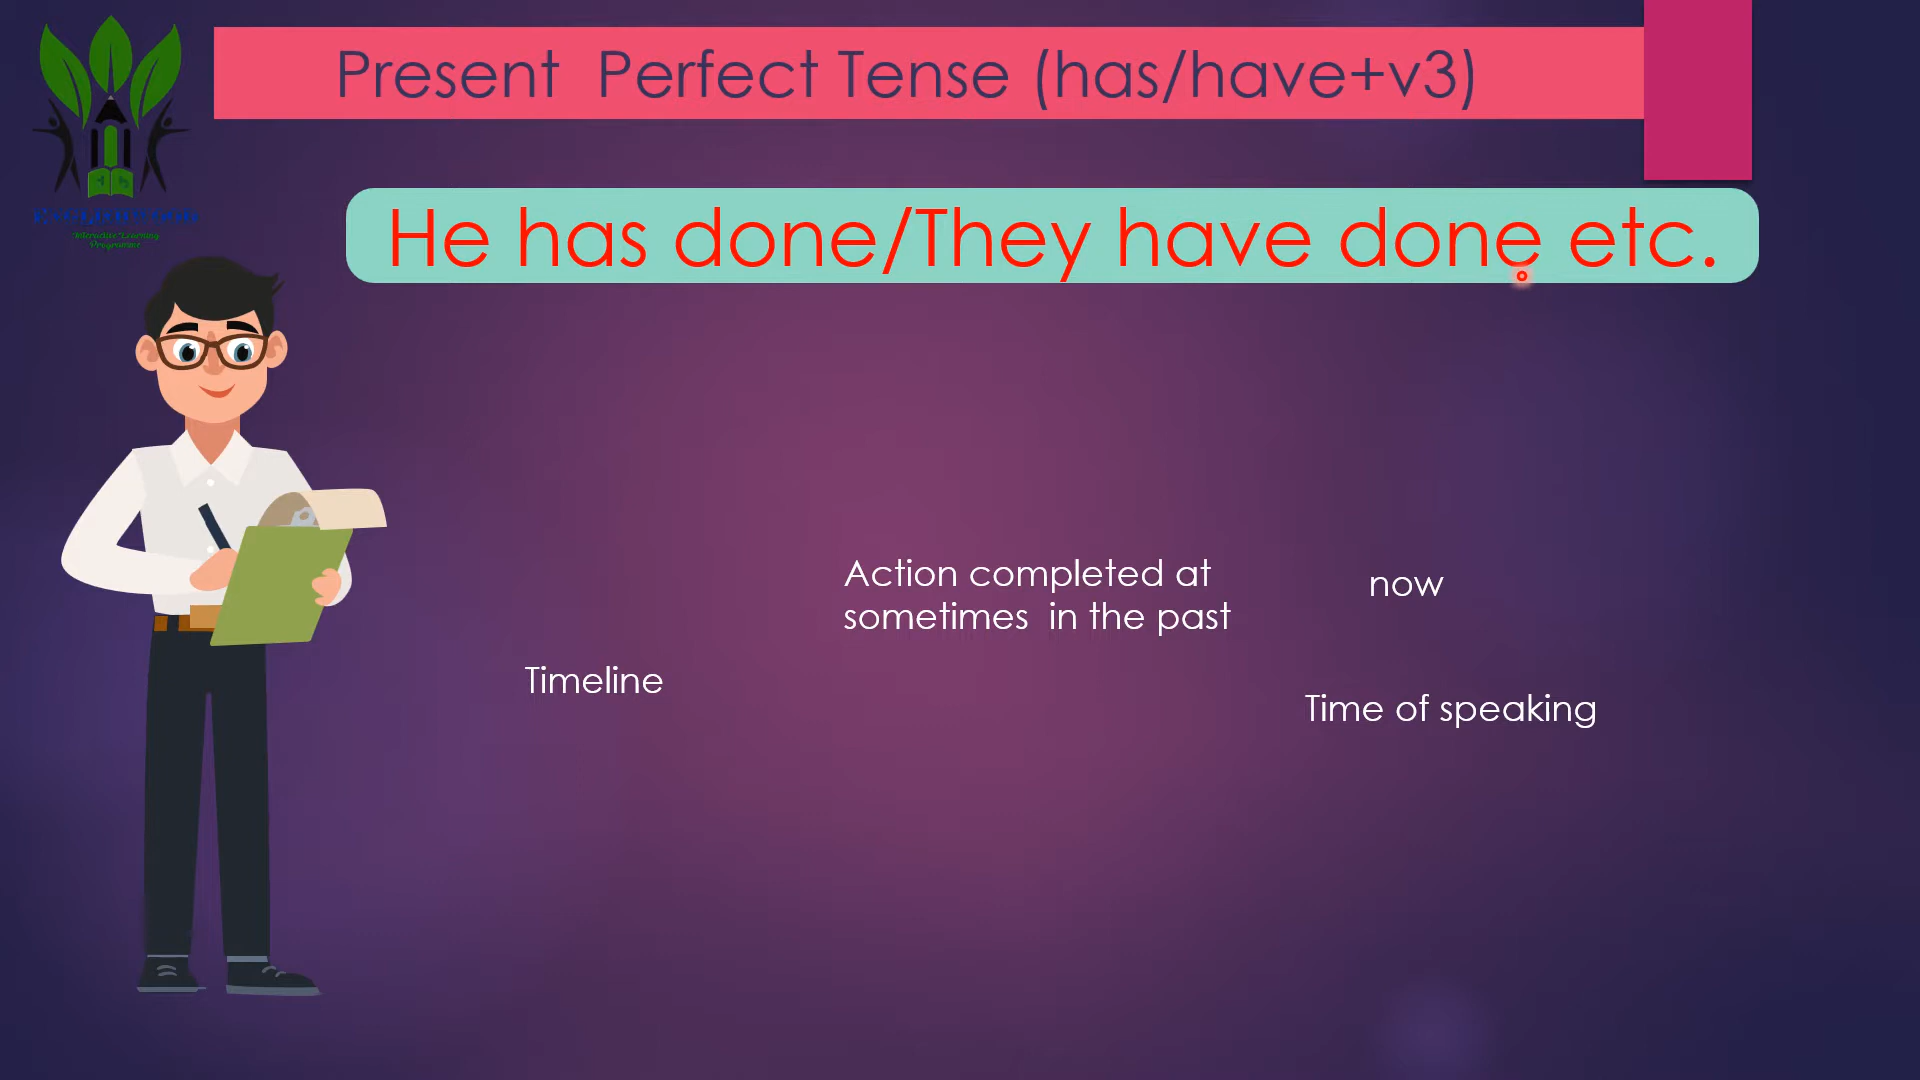 Present Perfect Tense (has/have+v3)
He has done/They have done etc.
Action completed at
sometimes in the past
now
Timeline
Time of speaking
Programme